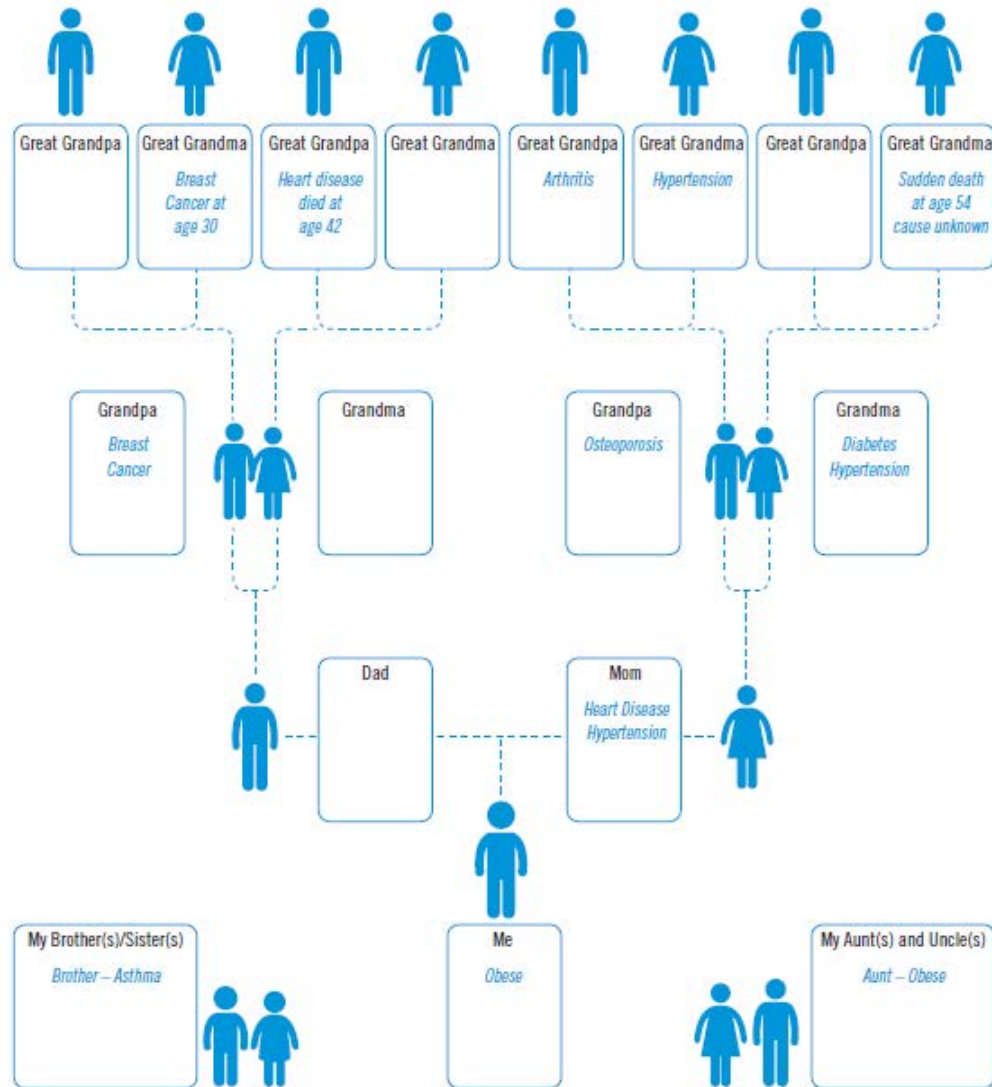 Great Grandpa
Great Grandma
Breast
Cancer at
age 30
Great Grandpa
Heart disease
died at
age 42
Great Grandma
Great Grandpa
Arthritis
Great Grandma
Hypertension
Great Grandpa
Great Grandma
Sudden death
at age 54
cause unknown
Grandpa
Breast
Cancer
Grandma
Grandpa
Osteoporosis
Grandma
Diabetes
Hypertension
Dad
Mom
Heart Disease
Hypertension
My Brother(s)/Sister(s)
Brother – Asthma
Me
Obese
My Aunt(s) and Uncle(s)
Aunt – Obese